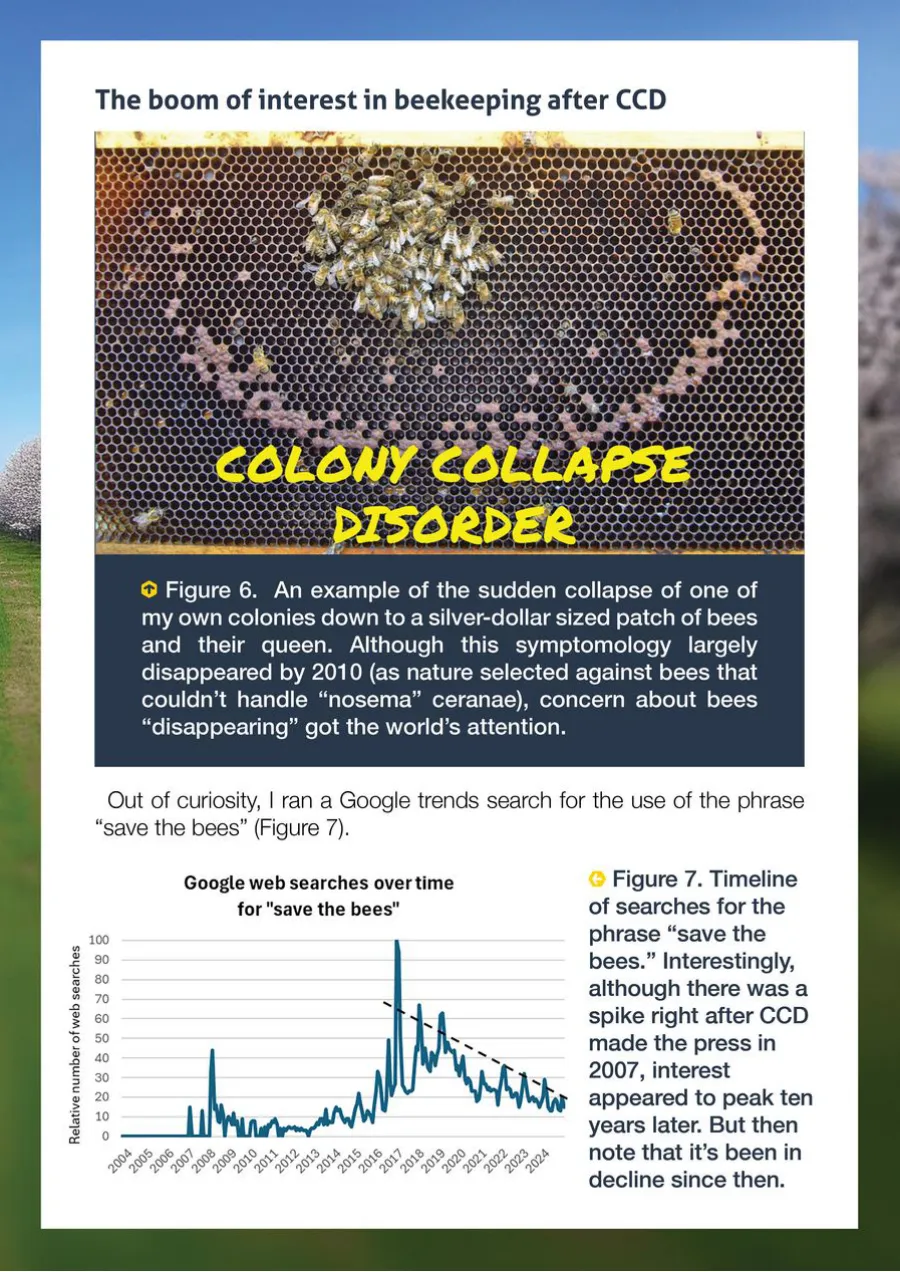 The boom of interest in beekeeping after CCD
COLONY COLLAPSE
DISORDER
Figure 6. An example of the sudden collapse of one of
my own colonies down to a silver-dollar sized patch of bees
and their queen. Although this symptomology largely
disappeared by 2010 (as nature selected against bees that
couldn’t handle “nosema” ceranae), concern about bees
“disappearing” got the world’s attention.
Out of curiosity, I ran a Google trends search for the use of the phrase
“save the bees” (Figure 7).
Google web searches over time
for "save the bees"
Relative number of web searches
100
90
80
70
60
50
40
30
20
10
0
2004
2005
2006
2007
2008
2009
2010
2011
2012
2013
2014
2015
2016
2017
2018
2019
2020
2021
2022
2023
2024
Figure 7. Timeline
of searches for the
phrase “save the
bees.” Interestingly,
although there was a
spike right after CCD
made the press in
2007, interest
appeared to peak ten
years later. But then
note that it’s been in
decline since then.